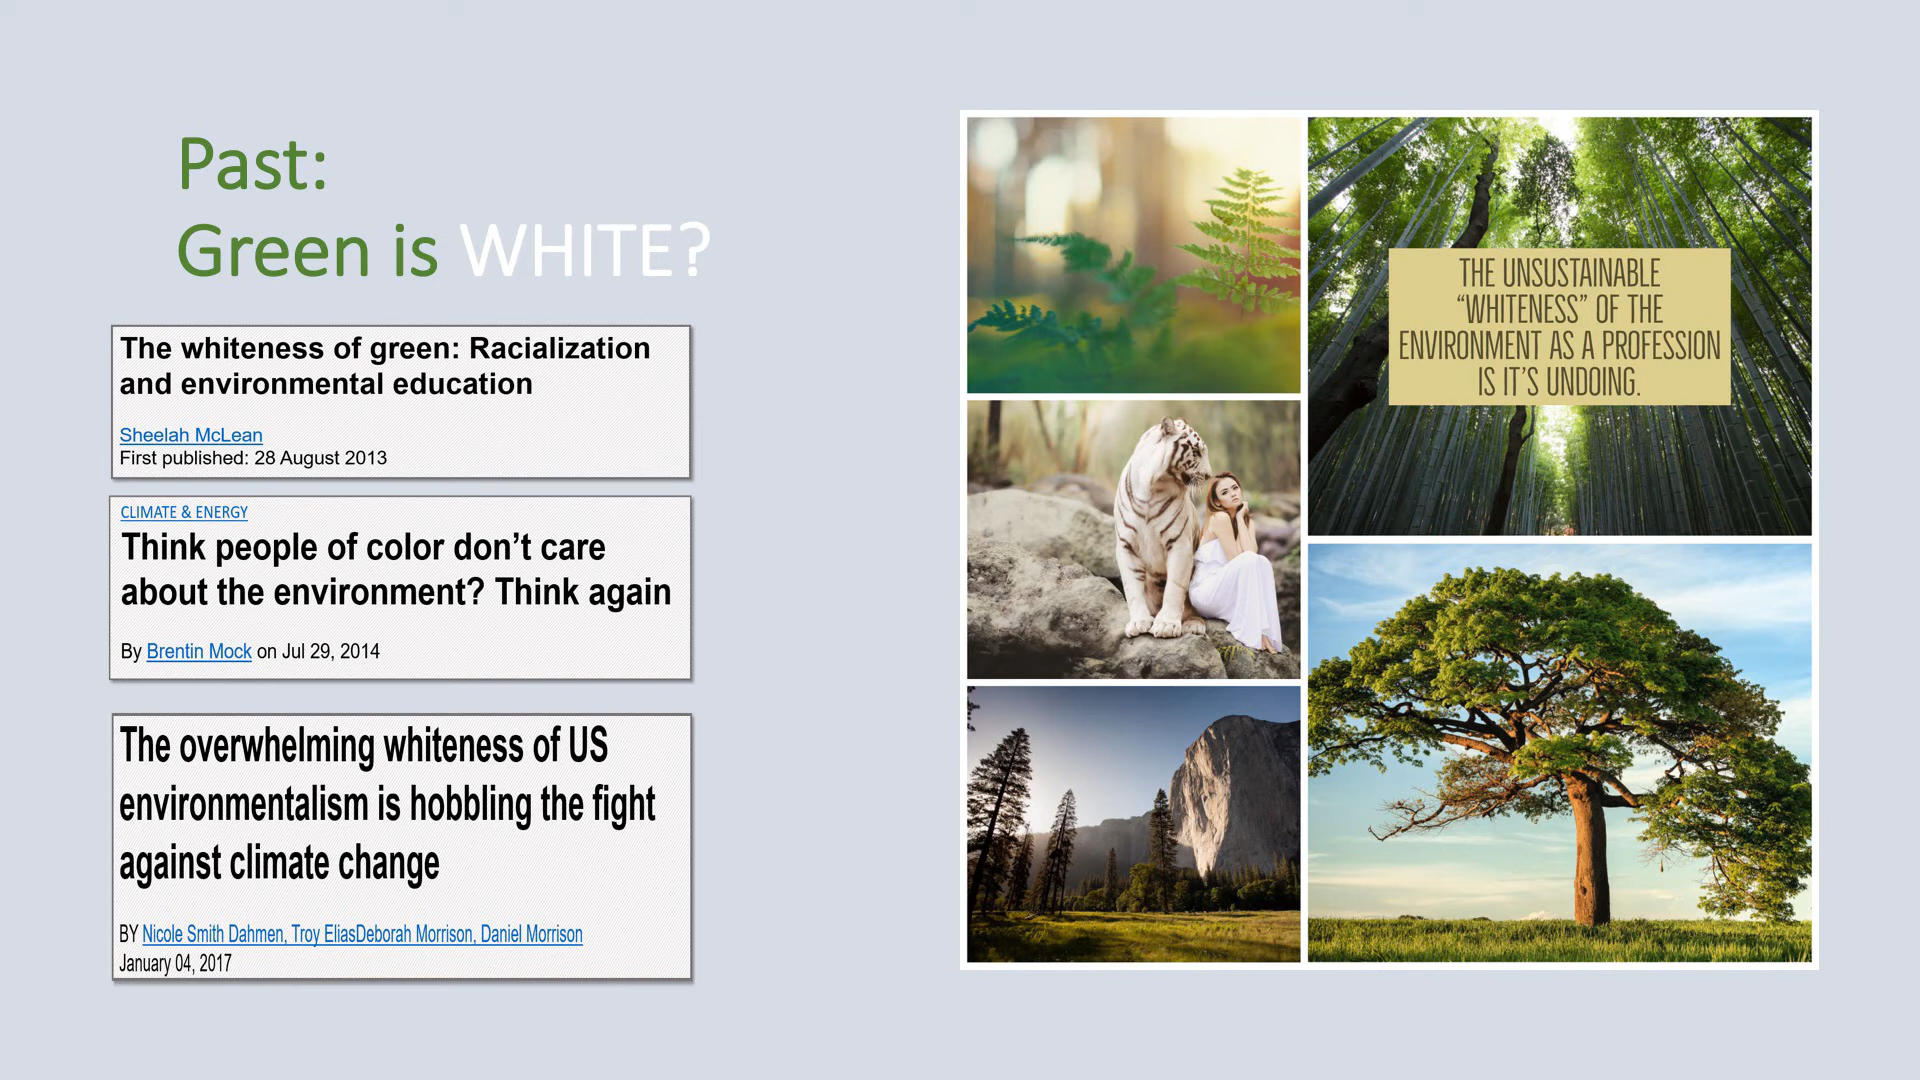 Past:
Green is WHITE?
The whiteness of green: Racialization
and environmental education
Sheelah McLean
First published: 28 August 2013
CLIMATE & ENERGY
Think people of color don’t care
about the environment? Think again
By Brentin Mock on Jul 29, 2014
The overwhelming whiteness of US
environmentalism is hobbling the fight
against climate change
BY Nicole Smith Dahmen, Troy EliasDeborah Morrison, Daniel Morrison
January 04, 2017
THE UNSUSTAINABLE
“WHITENESS” OF THE
ENVIRONMENT AS A PROFESSION
IS IT’S UNDOING.